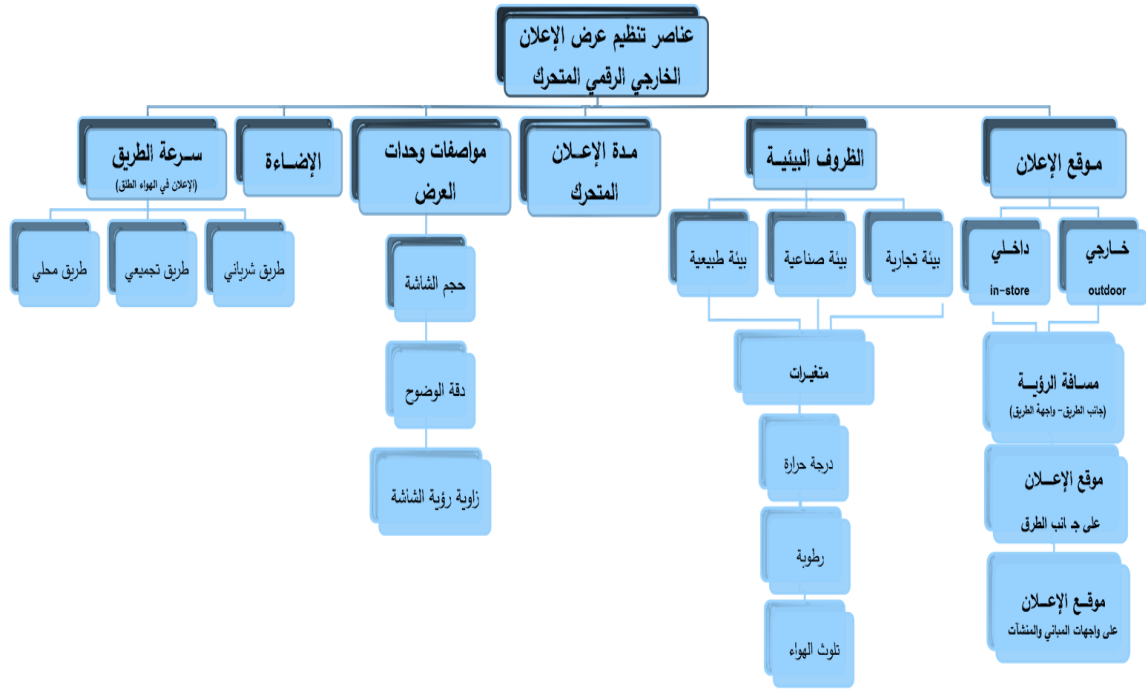 عناصر تنظيم عرض الإعلان
الخارجي الرقمي المتحرك
موقع الإعلان
الظروف البيئية
مدة الإعلان
المتحرك
مواصفات وحدات
العرض
الإضاءة
سرعة الطريق
(الإعلان في الهواء الطلق)
خارجي
outdoor
داخلي
in-store
بيئة تجارية
بيئة صناعية
بيئة طبيعية
حجم الشاشة
طريق شرياني
طريق تجميعي
طريق محلي
مسافة الرؤية
(جانب الطريق- واجهة الطريق)
متغيرات
دقة الوضوح
موقع الإعلان
على جانب الطرق
درجة حرارة
زاوية رؤية الشاشة
موقع الإعلان
على واجهات المباني والمنشآت
رطوبة
تلوث الهواء